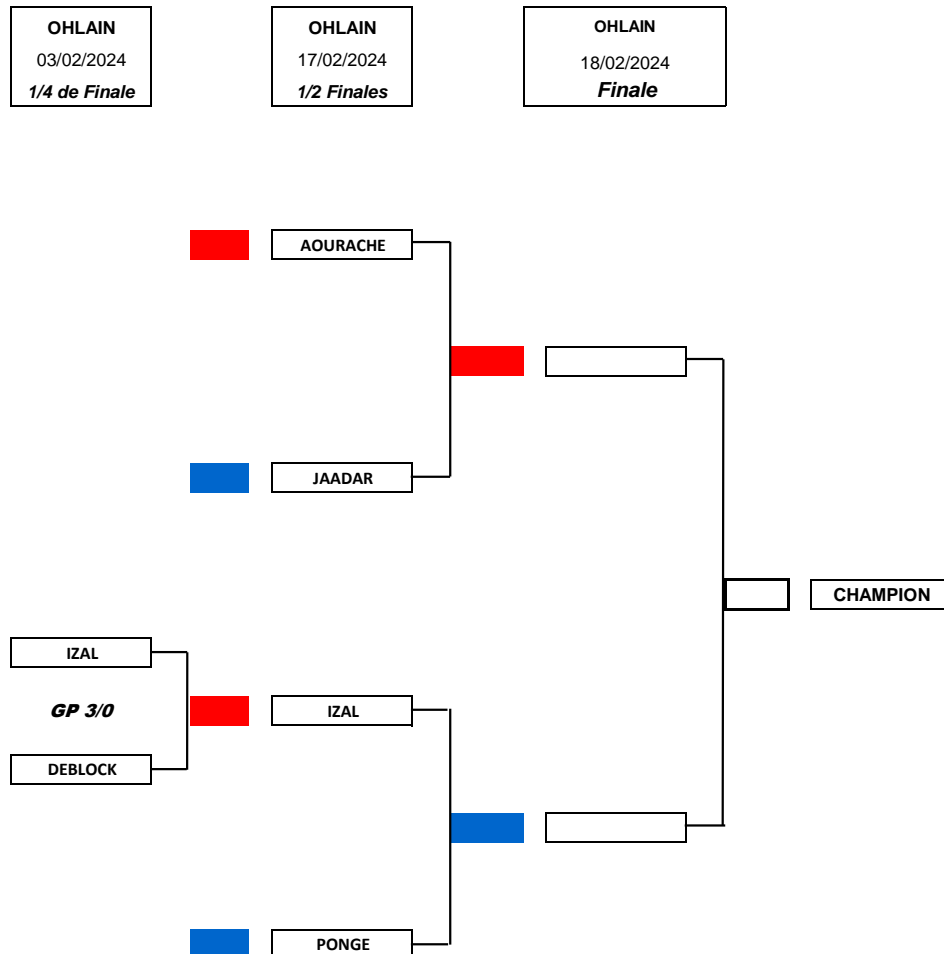 OHLAIN
03/02/2024
1/4 de Finale
OHLAIN
17/02/2024
1/2 Finales
OHLAIN
18/02/2024
Finale
AOURACHE
JAADAR
CHAMPION
IZAL
GP 3/0
IZAL
DEBLOCK
PONGE